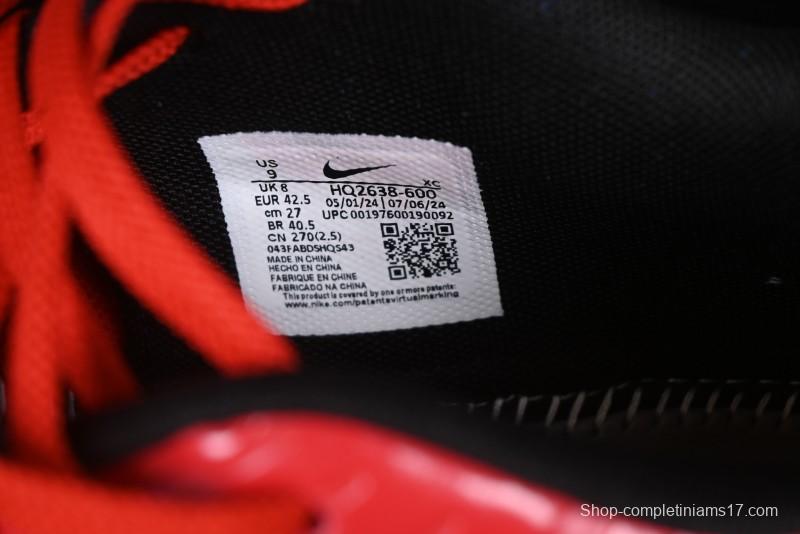 US
9
XC
UK 8 HQ2638-600
EUR 42.5 05/01/24 | 07/06/24
cm 27 UPC 00197600190092
BR 40.5
CN 270(2.5)
043FABDSHQS43
MADE IN CHINA
HECHO EN CHINA
FABRIQUE EN CHINE
FABRICADO NA CHINA
This product is covered by one or more patents:
www.nike.com/patentsvirtualmarking
Shop-completiniams17.com